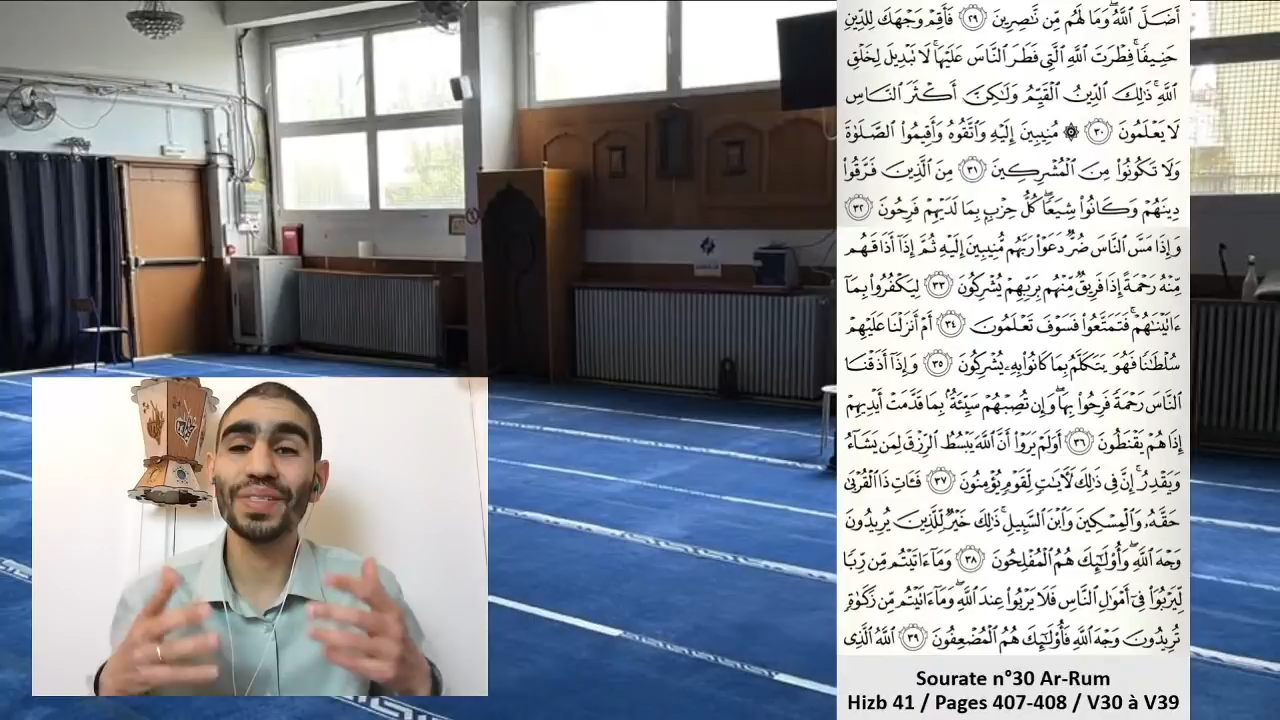 أَضَلَّ ٱللَّهُ ۖ وَمَا لَهُم مِّن نَّـٰصِرِينَ ٢٩ فَأَقِمْ وَجْهَكَ لِلدِّينِ
حَنِيفًا ۚ فِطْرَتَ ٱللَّهِ ٱلَّتِى فَطَرَ ٱلنَّاسَ عَلَيْهَا ۚ لَا تَبْدِيلَ لِخَلْقِ
ٱللَّهِ ۚ ذَٰلِكَ ٱلدِّينُ ٱلْقَيِّمُ وَلَـٰكِنَّ أَكْثَرَ ٱلنَّاسِ
لَا يَعْلَمُونَ ٣٠ ۞ مُنِيبِينَ إِلَيْهِ وَٱتَّقُوهُ وَأَقِيمُوا۟ ٱلصَّلَوٰةَ
وَلَا تَكُونُوا۟ مِنَ ٱلْمُشْرِكِينَ ٣١ مِنَ ٱلَّذِينَ فَرَّقُوا۟
دِينَهُمْ وَكَانُوا۟ شِيَعًا ۖ كُلُّ حِزْبٍۭ بِمَا لَدَيْهِمْ فَرِحُونَ ٣٢
وَإِذَا مَسَّ ٱلنَّاسَ ضُرٌّ دَعَوْا۟ رَبَّهُم مُّنِيبِينَ إِلَيْهِ ثُمَّ إِذَآ أَذَاقَهُم
مِّنْهُ رَحْمَةً إِذَا فَرِيقٌ مِّنْهُم بِرَبِّهِمْ يُشْرِكُونَ ٣٣ لِيَكْفُرُوا۟ بِمَآ
ءَاتَيْنَـٰهُمْ ۚ فَتَمَتَّعُوا۟ فَسَوْفَ تَعْلَمُونَ ٣٤ أَمْ أَنزَلْنَا عَلَيْهِمْ
سُلْطَـٰنًا فَهُوَ يَتَكَلَّمُ بِمَا كَانُوا۟ بِهِۦ يُشْرِكُونَ ٣٥ وَإِذَآ أَذَقْنَا
ٱلنَّاسَ رَحْمَةً فَرِحُوا۟ بِهَا ۖ وَإِن تُصِبْهُمْ سَيِّئَةٌۢ بِمَا قَدَّمَتْ أَيْدِيهِمْ
إِذَا هُمْ يَقْنَطُونَ ٣٦ أَوَلَمْ يَرَوْا۟ أَنَّ ٱللَّهَ يَبْسُطُ ٱلرِّزْقَ لِمَن يَشَآءُ
وَيَقْدِرُ ۚ إِنَّ فِى ذَٰلِكَ لَـَٔايَـٰتٍ لِّقَوْمٍ يُؤْمِنُونَ ٣٧ فَـَٔاتِ ذَا ٱلْقُرْبَىٰ
حَقَّهُۥ وَٱلْمِسْكِينَ وَٱبْنَ ٱلسَّبِيلِ ۚ ذَٰلِكَ خَيْرٌ لِّلَّذِينَ يُرِيدُونَ
وَجْهَ ٱللَّهِ ۖ وَأُو۟لَـٰٓئِكَ هُمُ ٱلْمُفْلِحُونَ ٣٨ وَمَآ ءَاتَيْتُم مِّن رِّبًا
لِّيَرْبُوَا۟ فِىٓ أَمْوَٰلِ ٱلنَّاسِ فَلَا يَرْبُوا۟ عِندَ ٱللَّهِ ۖ وَمَآ ءَاتَيْتُم مِّن زَكَوٰةٍ
تُرِيدُونَ وَجْهَ ٱللَّهِ فَأُو۟لَـٰٓئِكَ هُمُ ٱلْمُضْعِفُونَ ٣٩ ٱللَّهُ ٱلَّذِى
Sourate n°30 Ar-Rum
Hizb 41 / Pages 407-408 / V30 à V39